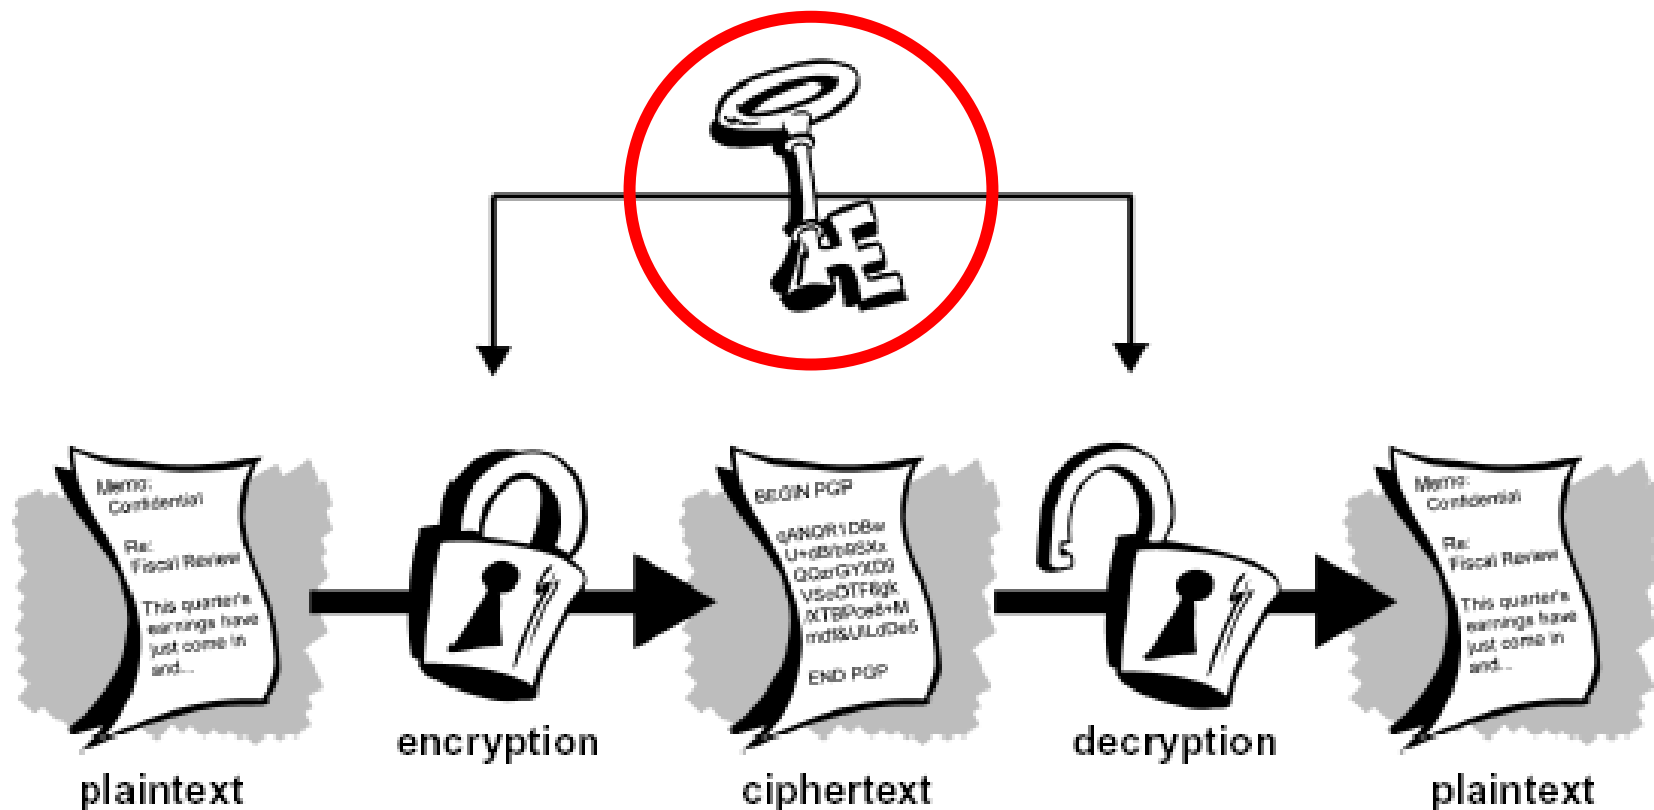 Memo:
Confidential
Re:
Fiscal Review
This quarter's
earnings have
just come in
and...
BEGIN PGP
END PGP
Memo:
Confidential
Re:
Fiscal Review
This quarter's
earnings have
just come in
and...
encryption
decryption
plaintext
ciphertext
plaintext